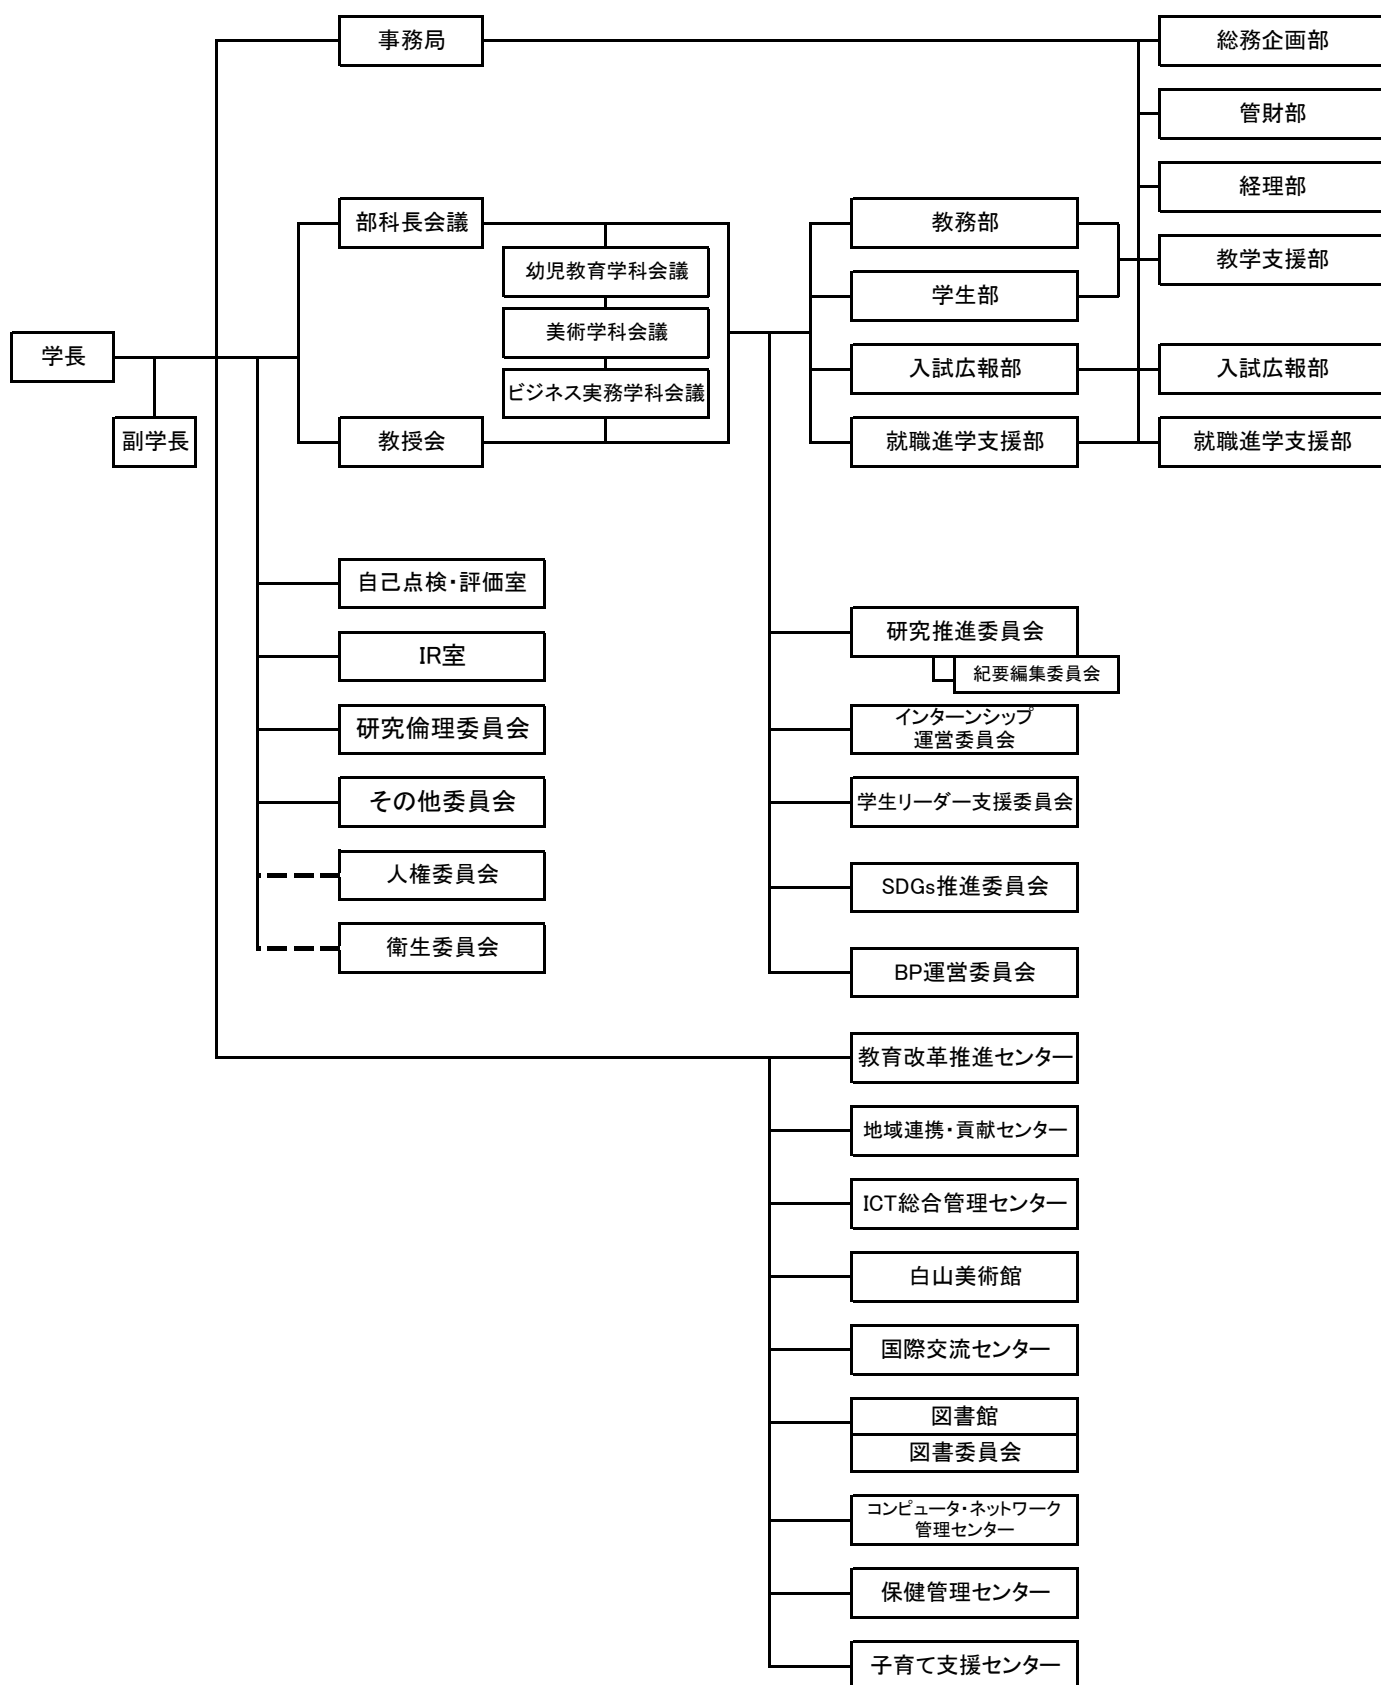 事務局
総務企画部
管財部
経理部
部科長会議
教務部
教学支援部
幼児教育学科会議
学生部
美術学科会議
学長
入試広報部
入試広報部
ビジネス実務学科会議
副学長
教授会
就職進学支援部
就職進学支援部
自己点検・評価室
IR室
研究倫理委員会
その他委員会
人権委員会
衛生委員会
研究推進委員会
紀要編集委員会
インターンシップ
運営委員会
学生リーダー支援委員会
SDGs推進委員会
BP運営委員会
教育改革推進センター
地域連携・貢献センター
ICT総合管理センター
白山美術館
国際交流センター
図書館
図書委員会
コンピュータ・ネットワーク
管理センター
保健管理センター
子育て支援センター